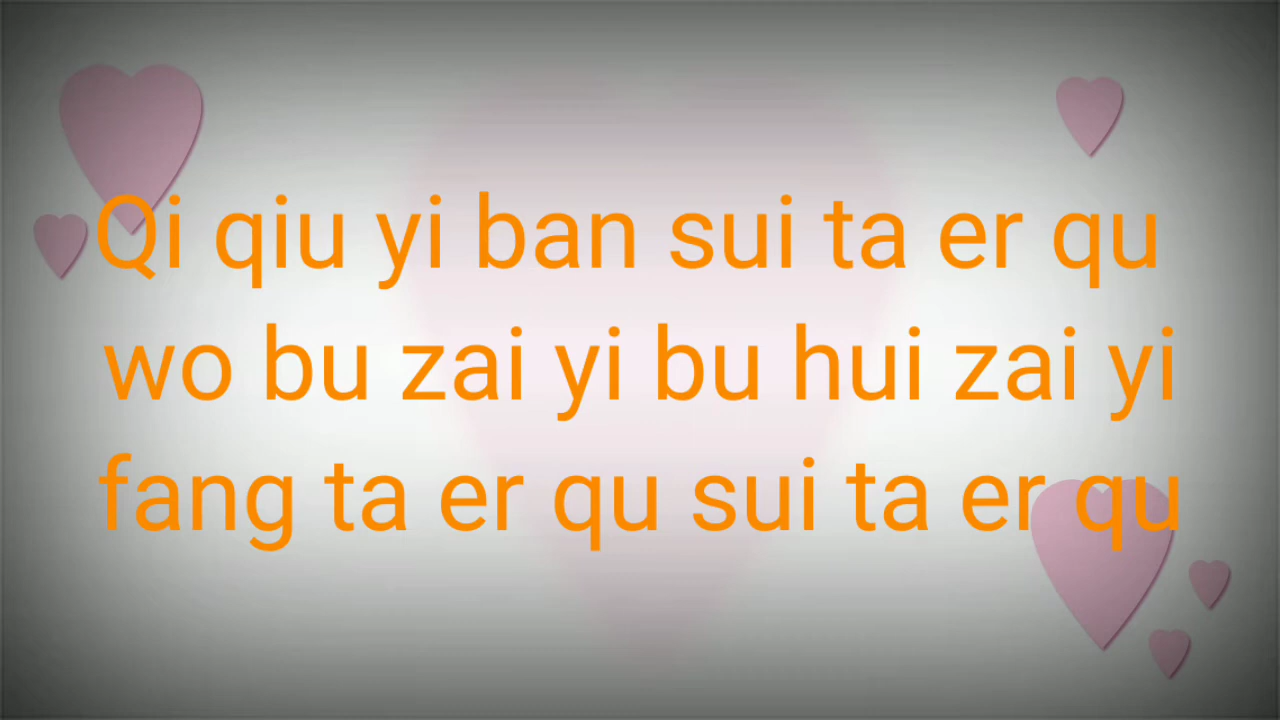 Qi qiu yi ban sui ta er qu
wo bu zai yi bu hui zai yi
fang ta er qu sui ta er qu